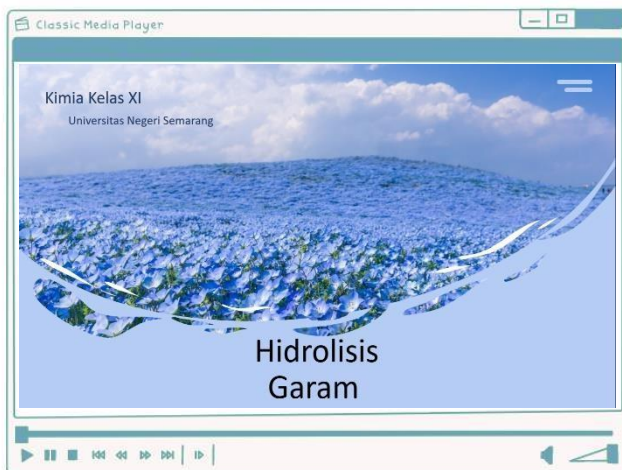 Classic Media Player
Kimia Kelas XI
Universitas Negeri Semarang
Hidrolisis
Garam